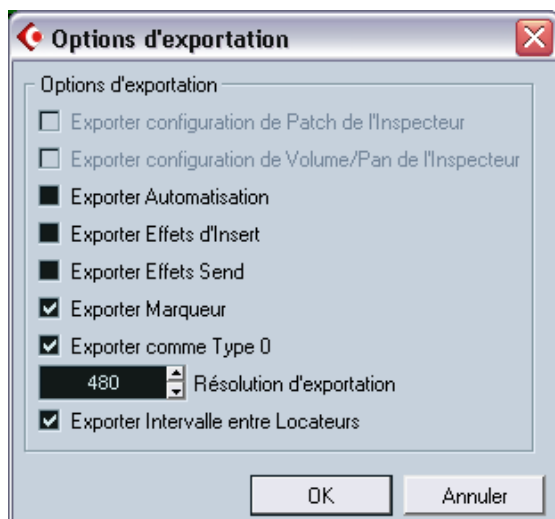 Options d'exportation
Options d'exportation
Exporter configuration de Patch de l'Inspecteur
Exporter configuration de Volume/Pan de l'Inspecteur
Exporter Automatisation
Exporter Effets d'Insert
Exporter Effets Send
Exporter Marqueur
Exporter comme Type 0
480 Résolution d'exportation
Exporter Intervalle entre Locateurs
OK Annuler